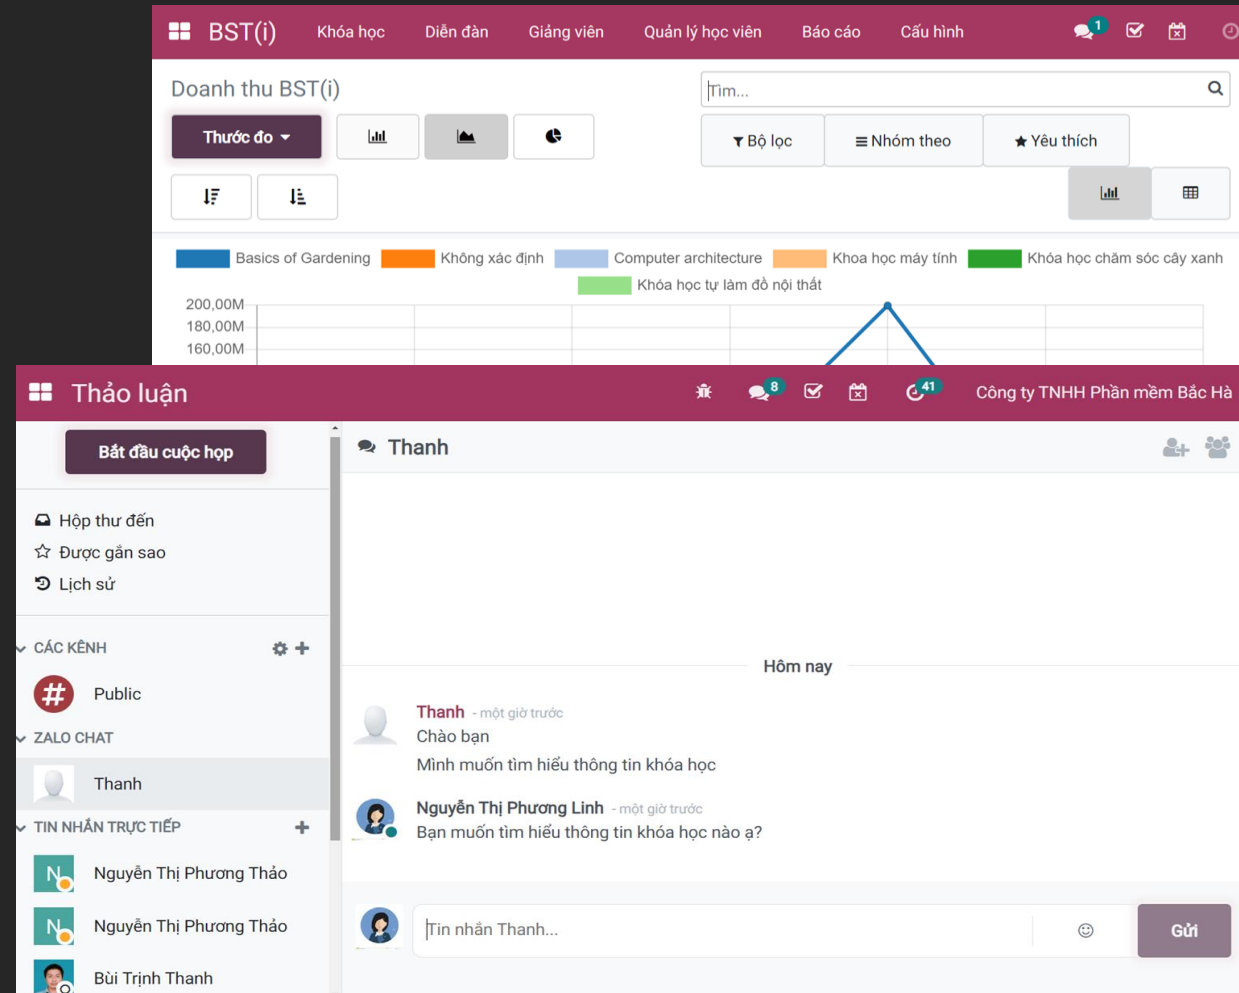 BST(i) Khóa học Diễn đàn Giảng viên Quản lý học viên Báo cáo Cấu hình 1
Doanh thu BST(i)
Tìm...
Thước đo
Bộ lọc Nhóm theo Yêu thích
Basics of Gardening Không xác định Computer architecture Khoa học máy tính Khóa học chăm sóc cây xanh
Khóa học tự làm đồ nội thất
200,00M
180,00M
160,00M
Thảo luận 8 41 Công ty TNHH Phần mềm Bắc Hà
Bắt đầu cuộc họp
Thanh
Hộp thư đến
Được gắn sao
Lịch sử
CÁC KÊNH
Public
ZALO CHAT
Thanh
TIN NHẮN TRỰC TIẾP
Nguyễn Thị Phương Thảo
Nguyễn Thị Phương Thảo
Bùi Trịnh Thanh
Hôm nay
Thanh - một giờ trước
Chào bạn
Mình muốn tìm hiểu thông tin khóa học
Nguyễn Thị Phương Linh - một giờ trước
Bạn muốn tìm hiểu thông tin khóa học nào ạ?
Tin nhắn Thanh...
Gửi